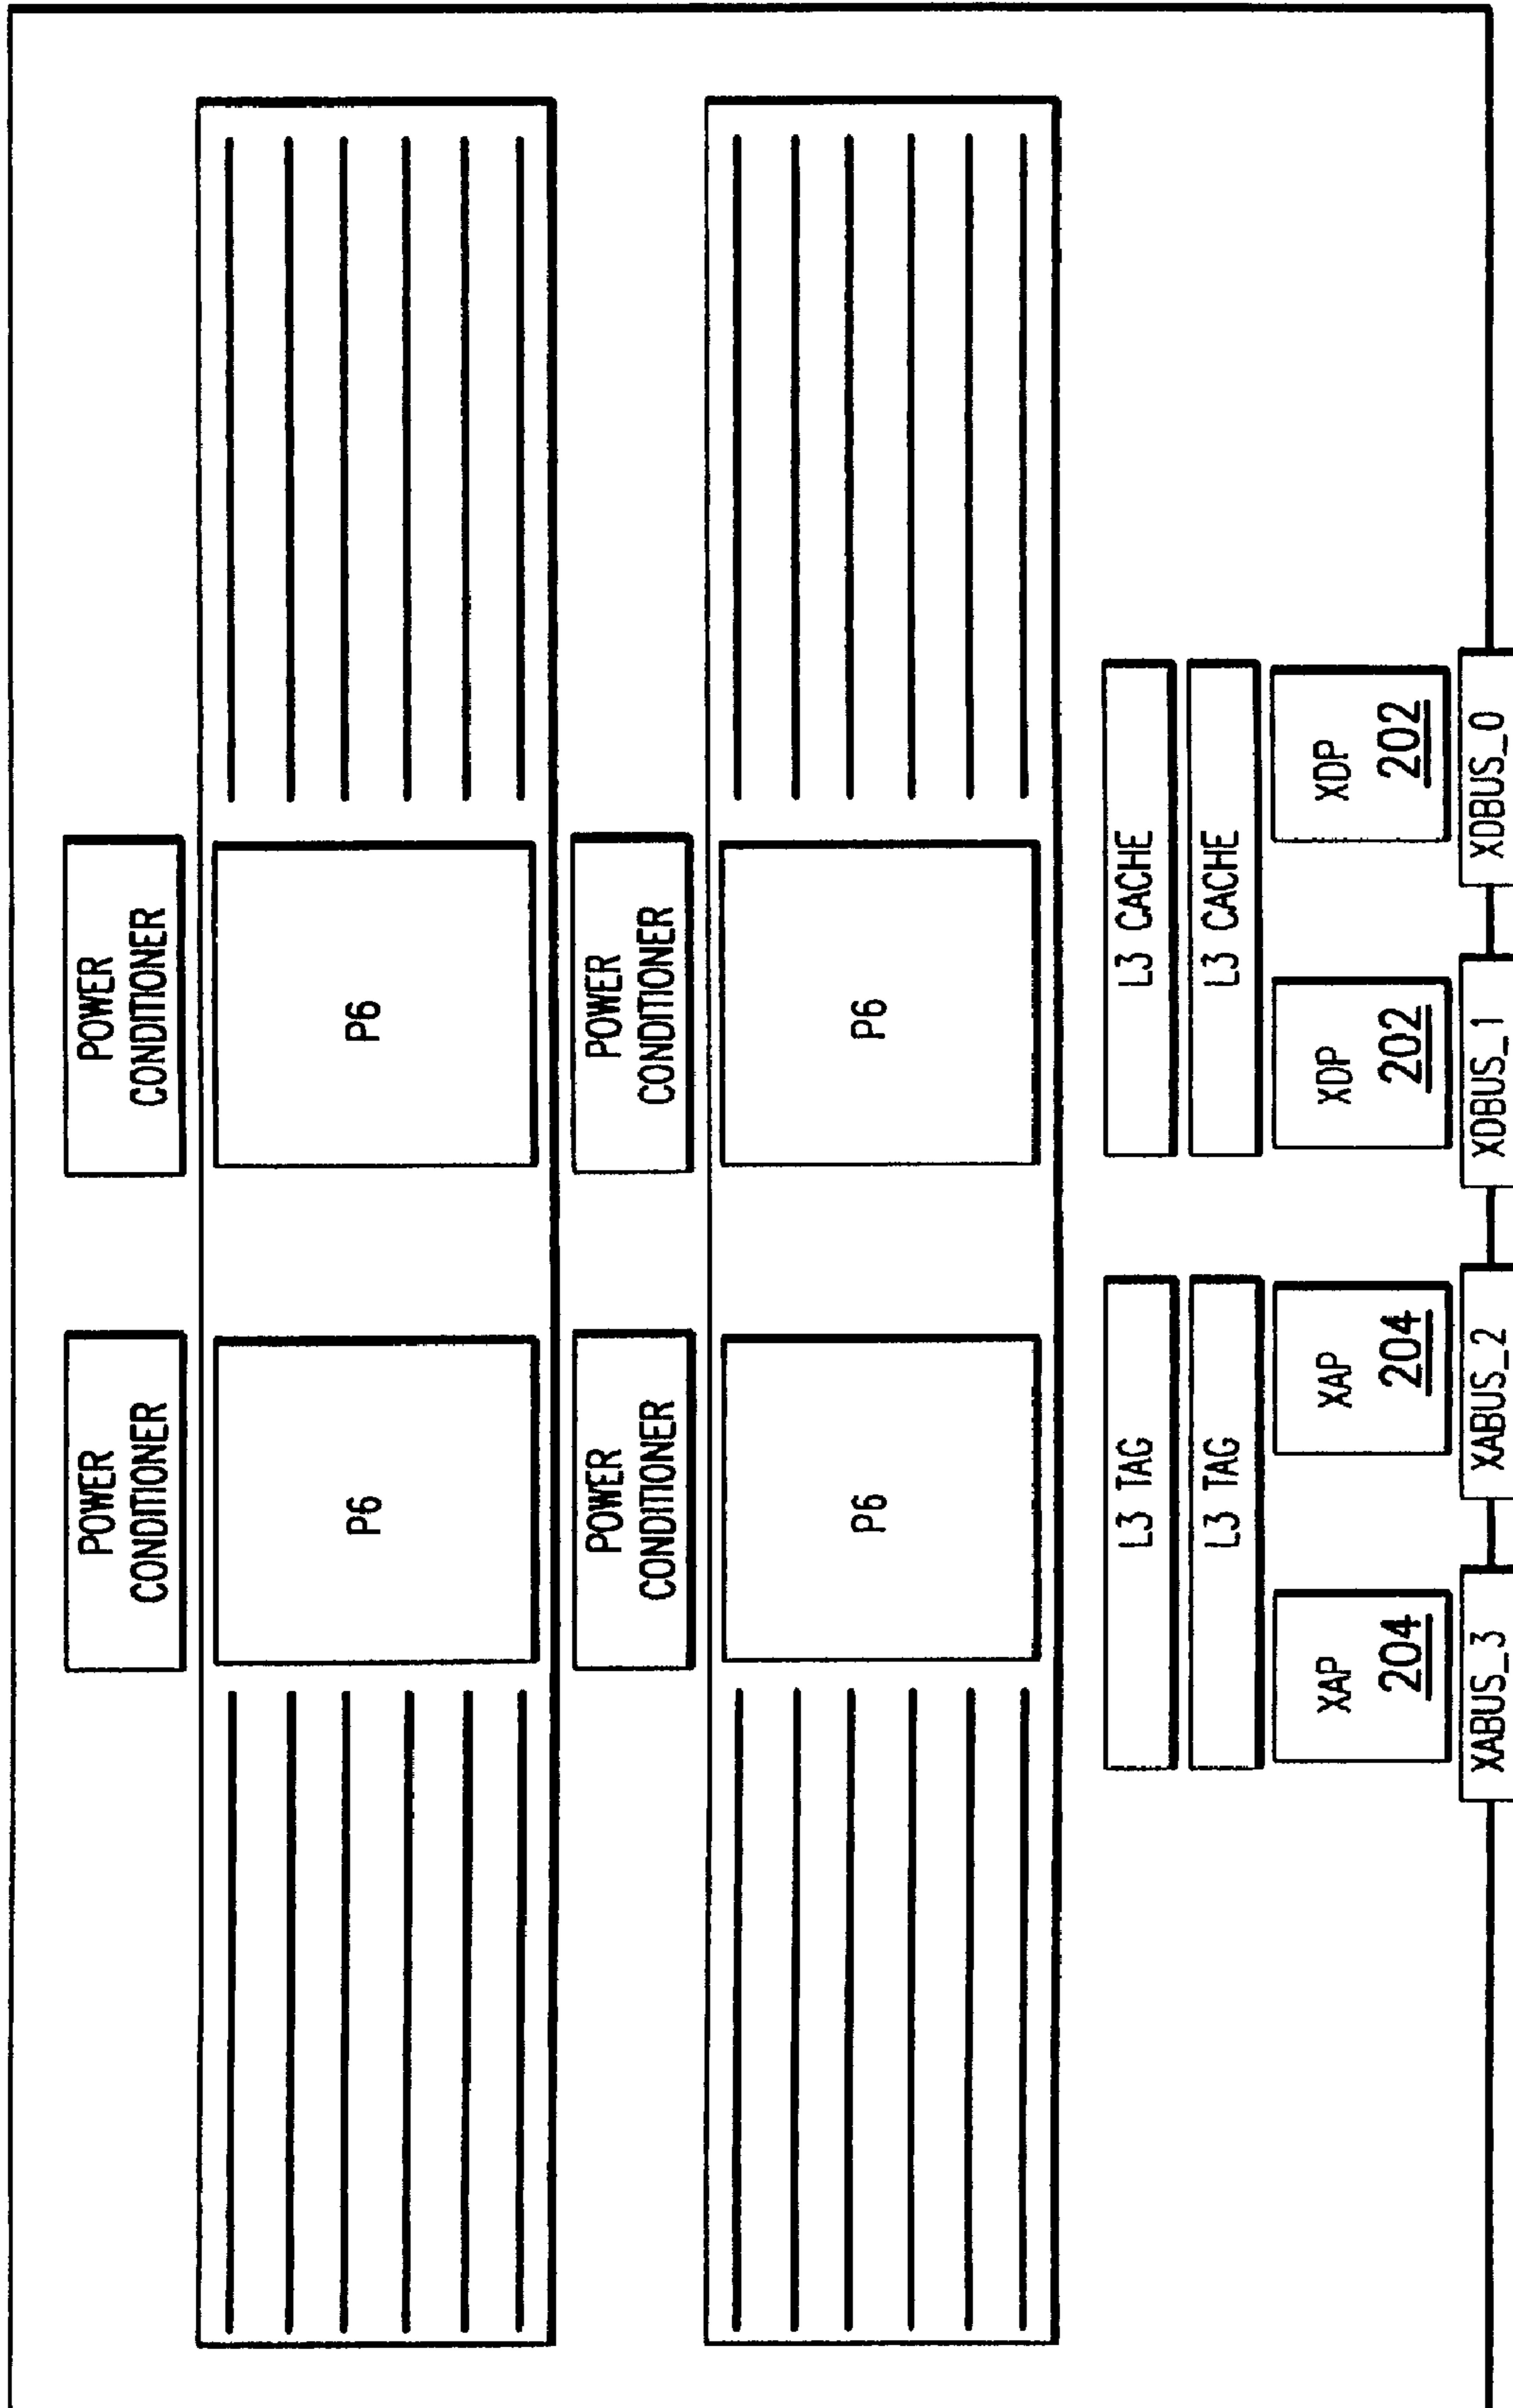 POWER
CONDITIONER
POWER
CONDITIONER
P6
P6
POWER
CONDITIONER
POWER
CONDITIONER
P6
P6
L3 TAG
L3 CACHE
L3 TAG
L3 CACHE
XAP
204
XAP
204
XDP
202
XDP
202
XABUS_3
XABUS_2
XDBUS_1
XDBUS_0